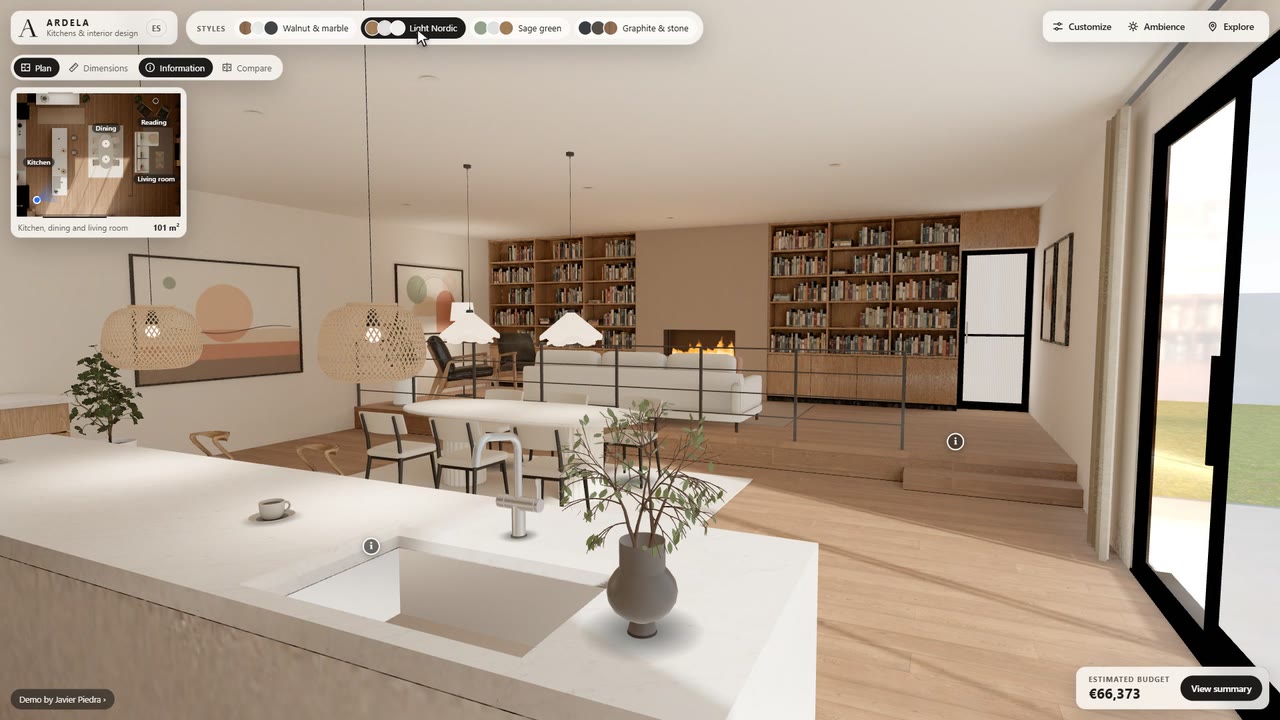 A ARDELA
Kitchens & interior design
ES
STYLES
Walnut & marble
Light Nordic
Sage green
Graphite & stone
Customize
Ambience
Explore
Plan
Dimensions
Information
Compare
Reading
Dining
Kitchen
Living room
Kitchen, dining and living room 101 m²
Demo by Javier Piedra ›
ESTIMATED BUDGET
€66,373
View summary